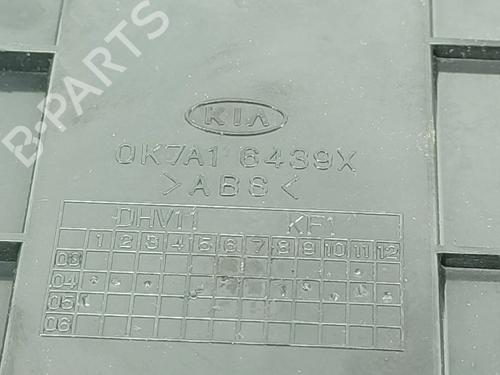 B-PARTS
KIA
0K7A1 6439X
>ABS<
DHV11 KF1
1 2 3 4 5 6 7 8 9 10 11 12
03
04
05
06